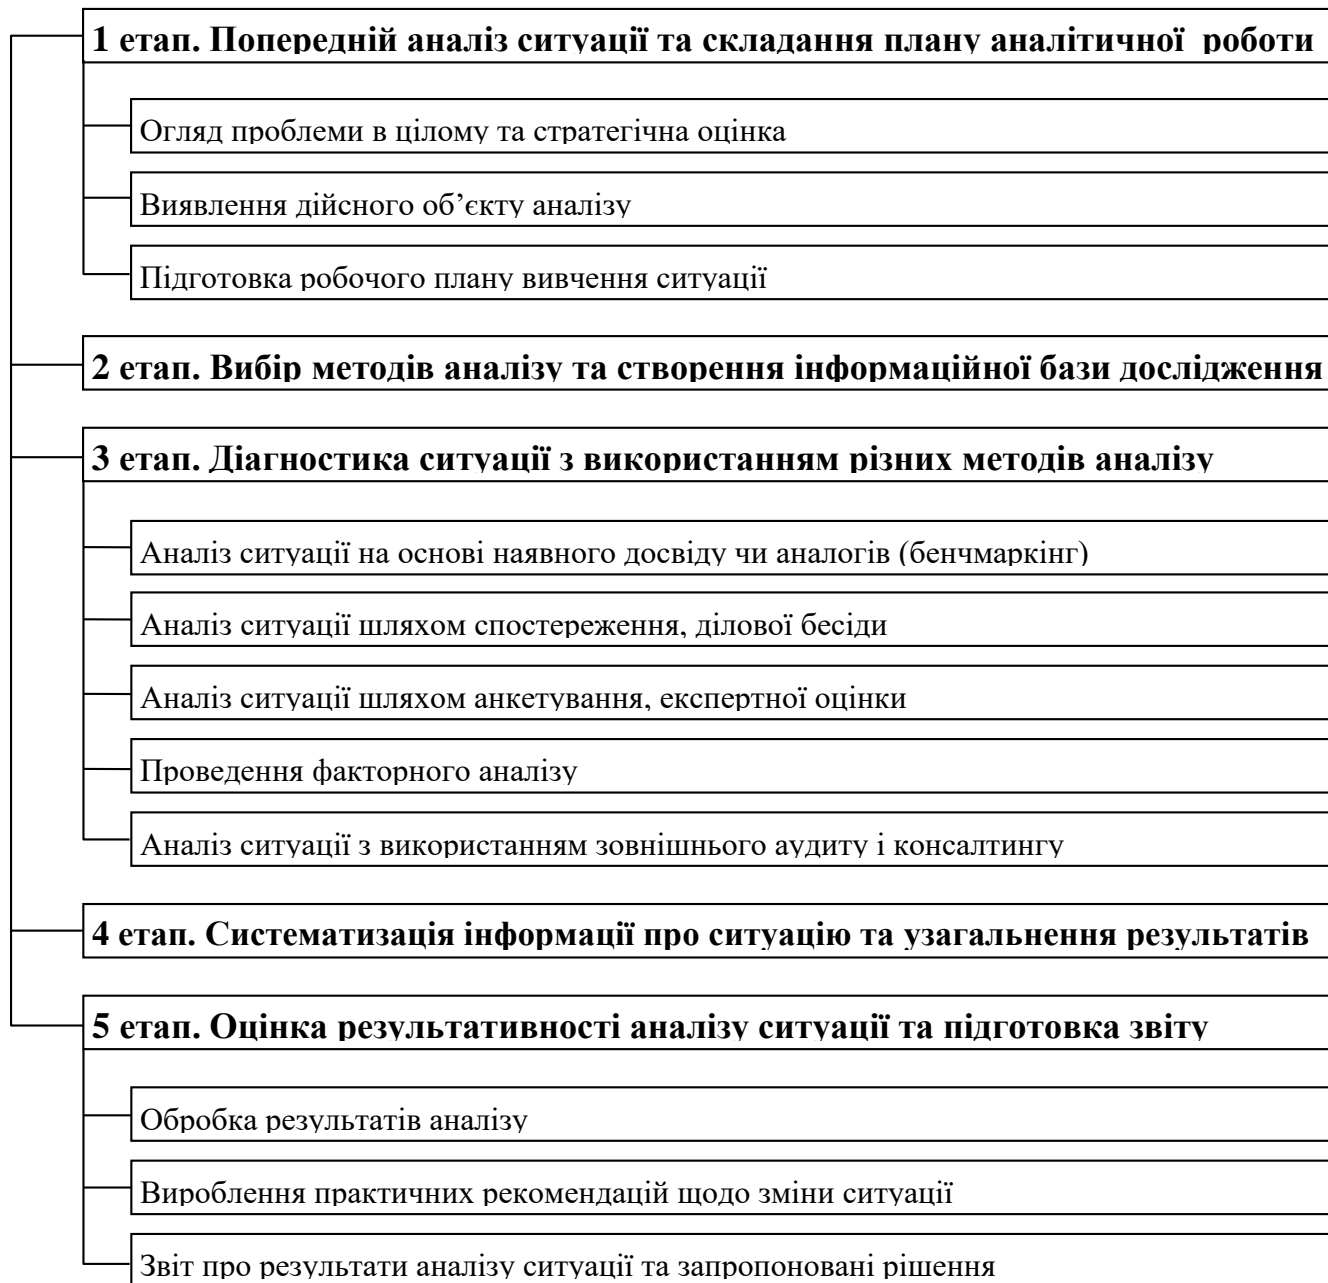 1 етап. Попередній аналіз ситуації та складання плану аналітичної роботи
Огляд проблеми в цілому та стратегічна оцінка
Виявлення дійсного об’єкту аналізу
Підготовка робочого плану вивчення ситуації
2 етап. Вибір методів аналізу та створення інформаційної бази дослідження
3 етап. Діагностика ситуації з використанням різних методів аналізу
Аналіз ситуації на основі наявного досвіду чи аналогів (бенчмаркінг)
Аналіз ситуації шляхом спостереження, ділової бесіди
Аналіз ситуації шляхом анкетування, експертної оцінки
Проведення факторного аналізу
Аналіз ситуації з використанням зовнішнього аудиту і консалтингу
4 етап. Систематизація інформації про ситуацію та узагальнення результатів
5 етап. Оцінка результативності аналізу ситуації та підготовка звіту
Обробка результатів аналізу
Вироблення практичних рекомендацій щодо зміни ситуації
Звіт про результати аналізу ситуації та запропоновані рішення